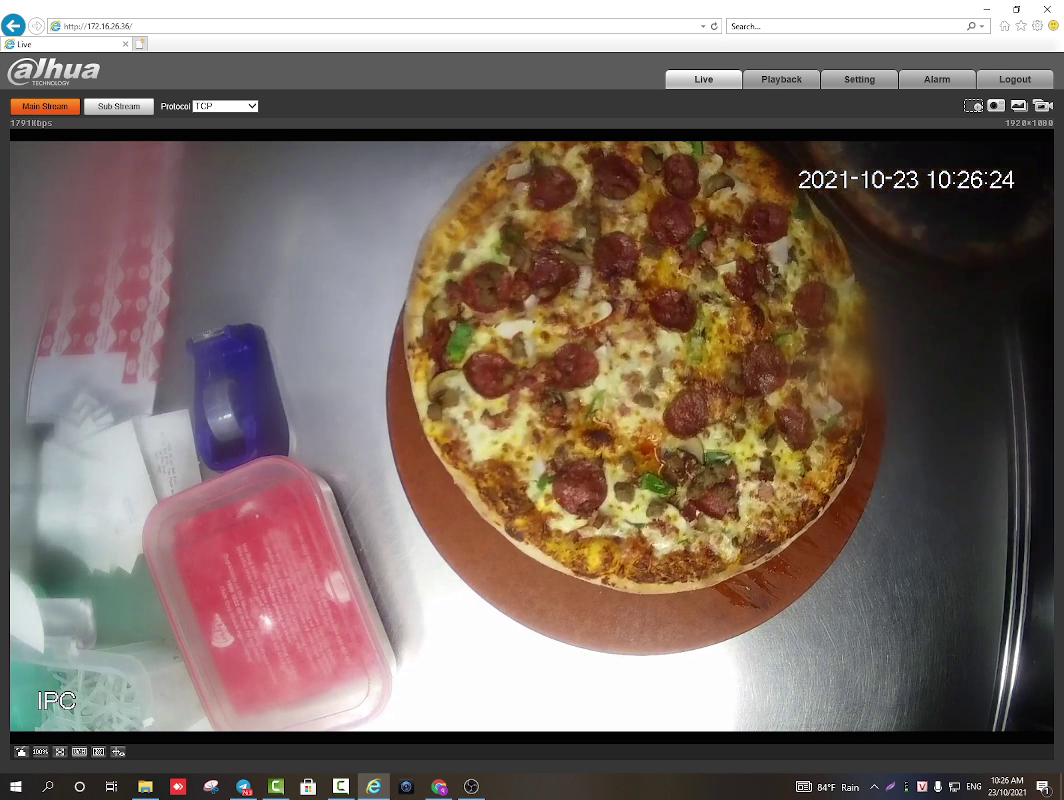 http://172.16.26.36/
Search...
Live
alhua
TECHNOLOGY
Live
Playback
Setting
Alarm
Logout
Main Stream
Sub Stream
Protocol
TCP
1791Kbps
1920*1080
2021-10-23 10:26:24
IPC
100%
84°F Rain
ENG
10:26 AM
23/10/2021